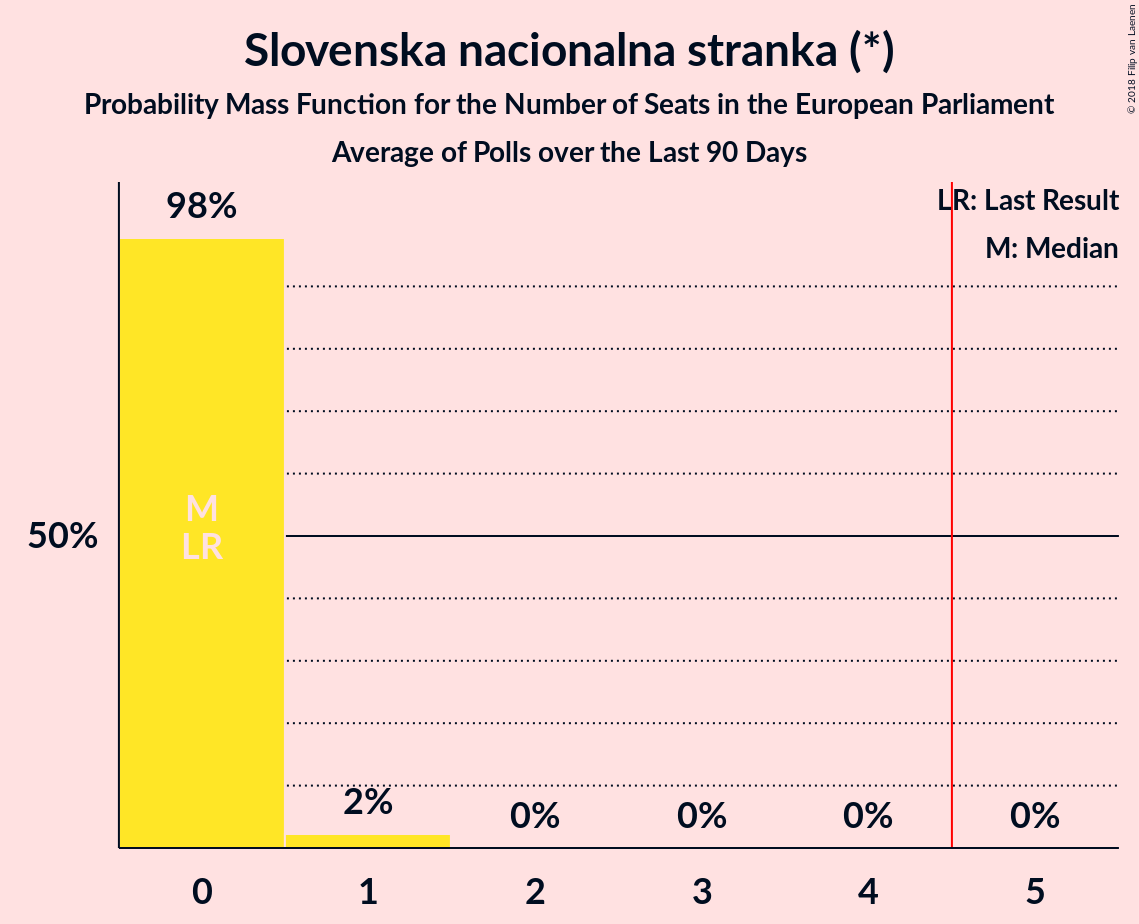 Slovenska nacionalna stranka (*)
Probability Mass Function for the Number of Seats in the European Parliament
Average of Polls over the Last 90 Days
© 2018 Filip van Laenen
LR: Last Result
M: Median
98%
M
LR
50%
2%
0%
0%
0%
0%
0
1
2
3
4
5